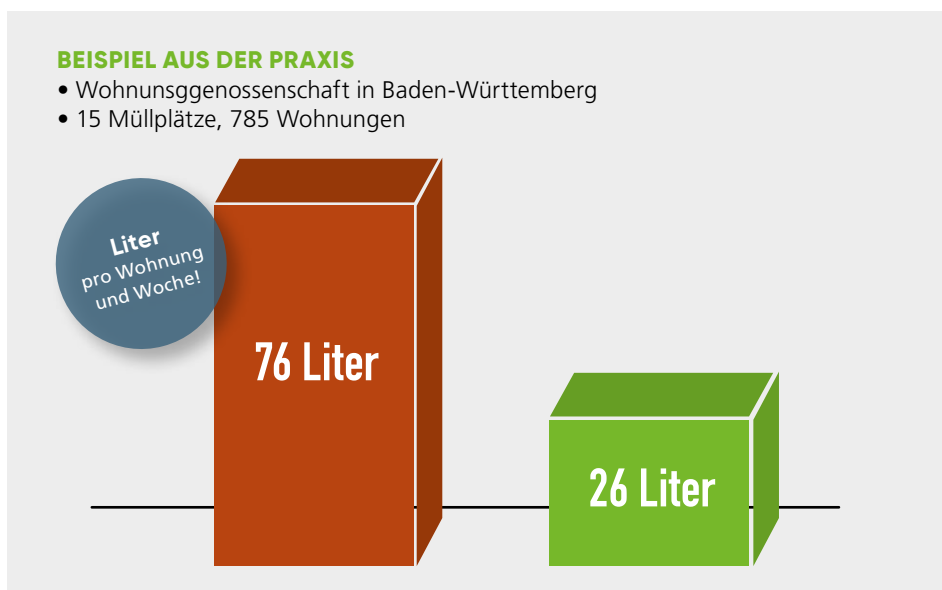 BEISPIEL AUS DER PRAXIS
• Wohnunsggenossenschaft in Baden-Württemberg
• 15 Müllplätze, 785 Wohnungen
Liter
pro Wohnung
und Woche!
76 Liter
26 Liter